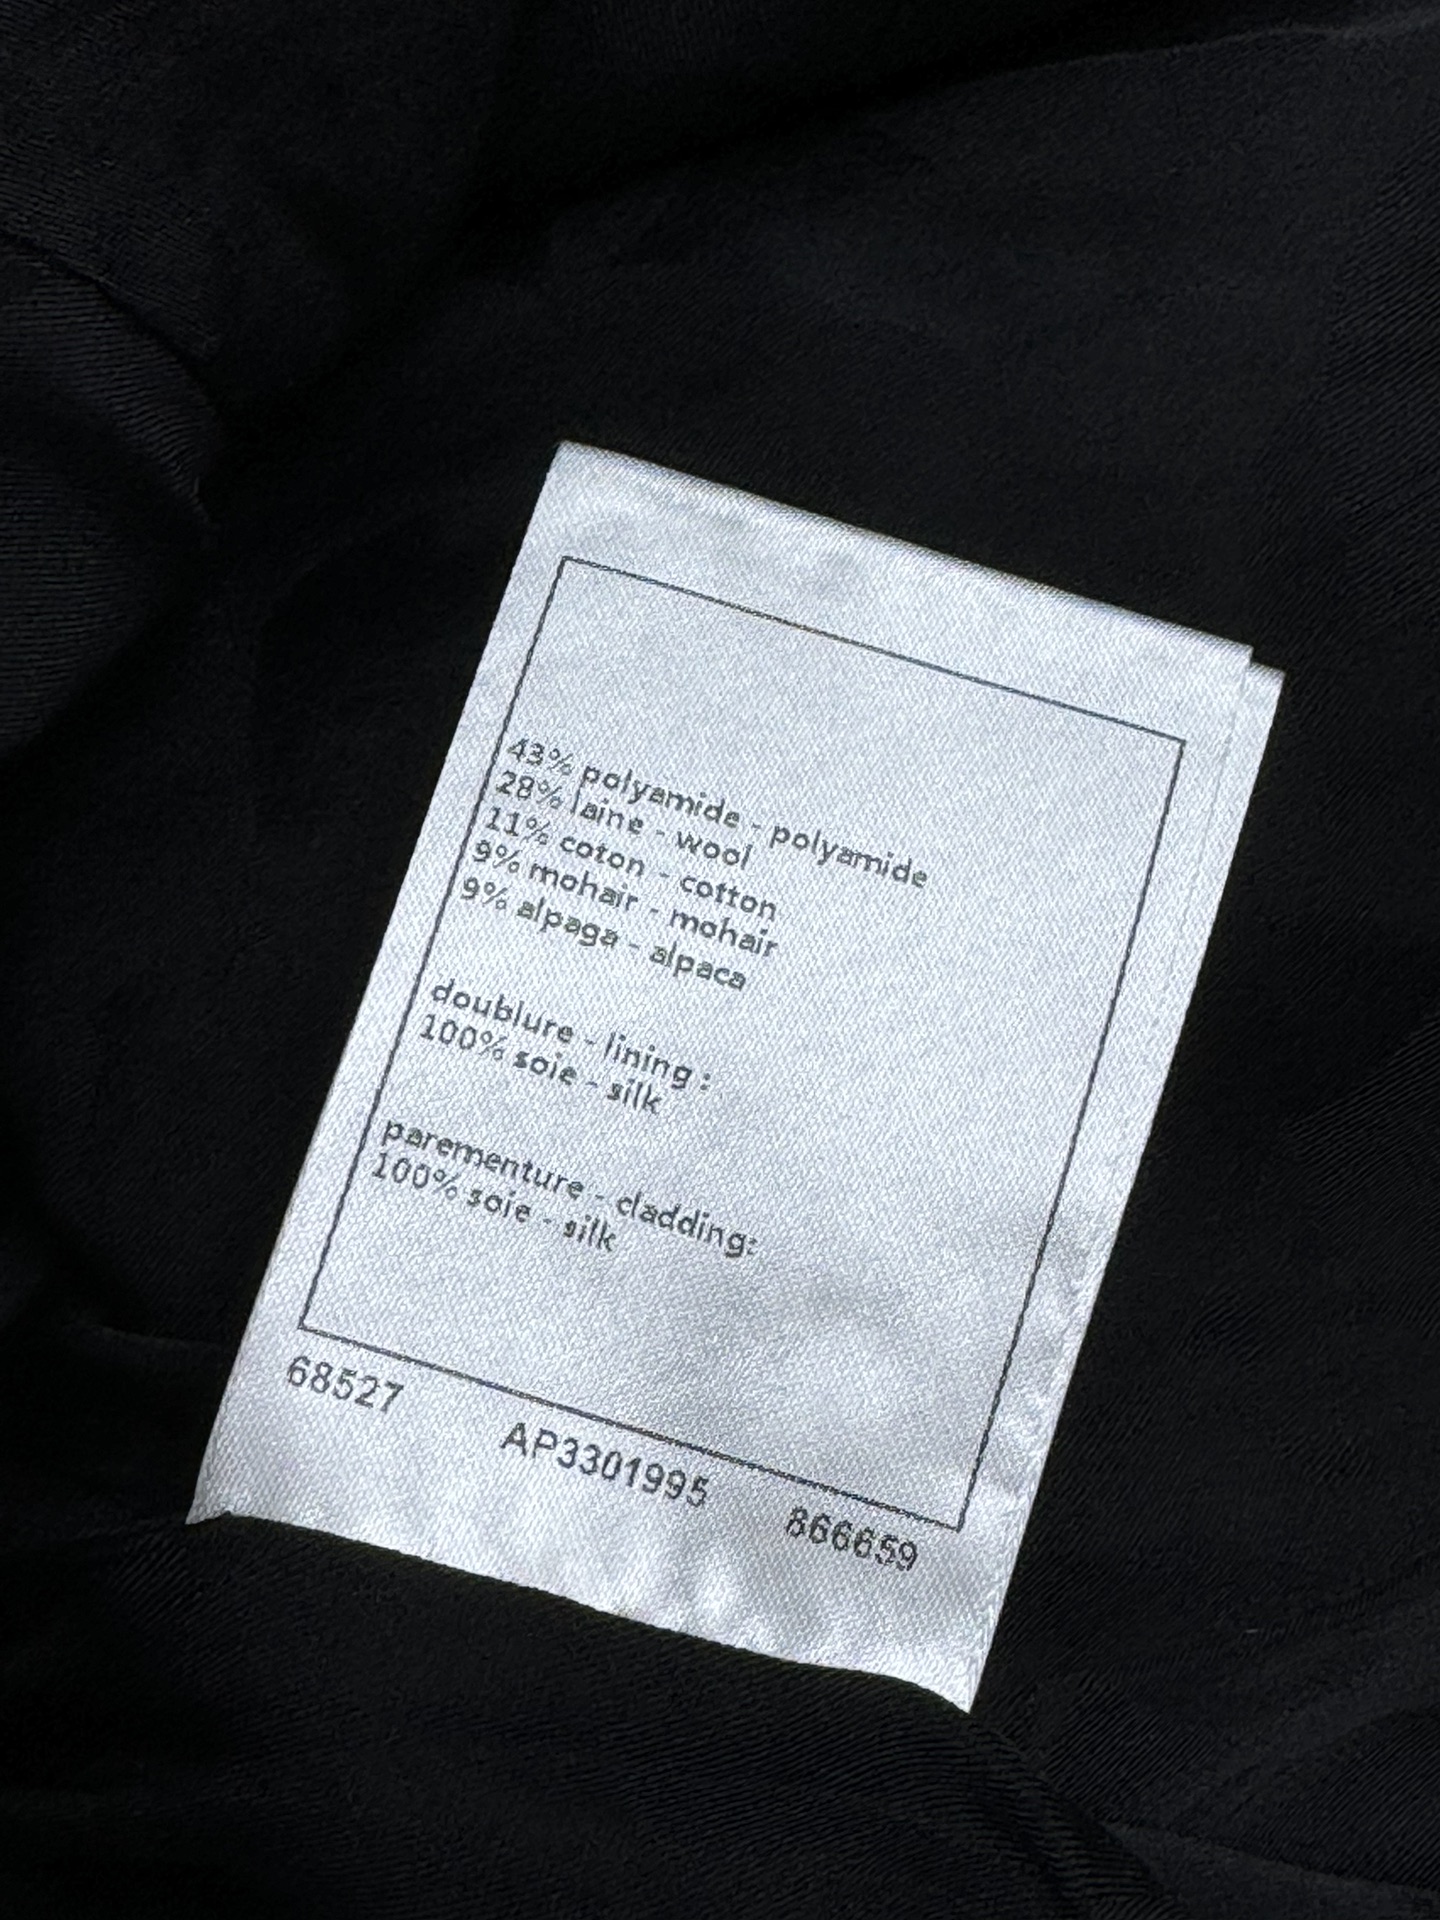 43% polyamide - polyamide
28% laine - wool
11% coton - cotton
9% mohair - mohair
9% alpaga - alpaca
doublure - lining :
100% soie - silk
parementure - cladding:
100% soie - silk
68527 AP3301995 866659